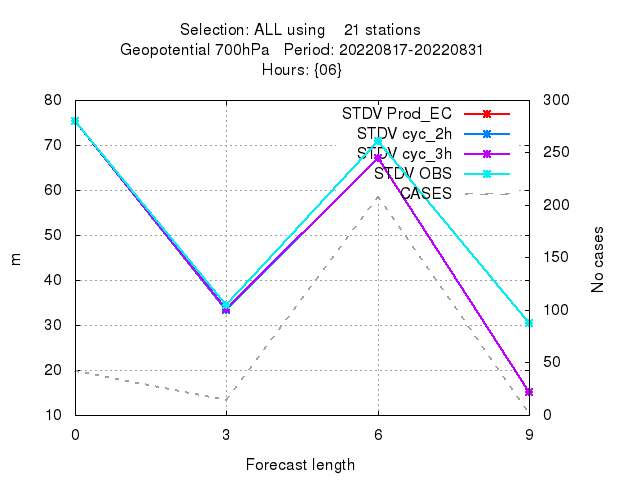 Selection: ALL using    21 stations
Geopotential 700hPa   Period: 20220817-20220831
Hours: {06}
80
70
60
50
40
30
20
10
300
250
200
150
100
50
0
STDV Prod_EC
STDV cyc_2h
STDV cyc_3h
STDV OBS
CASES
m
No cases
0
3
6
9
Forecast length